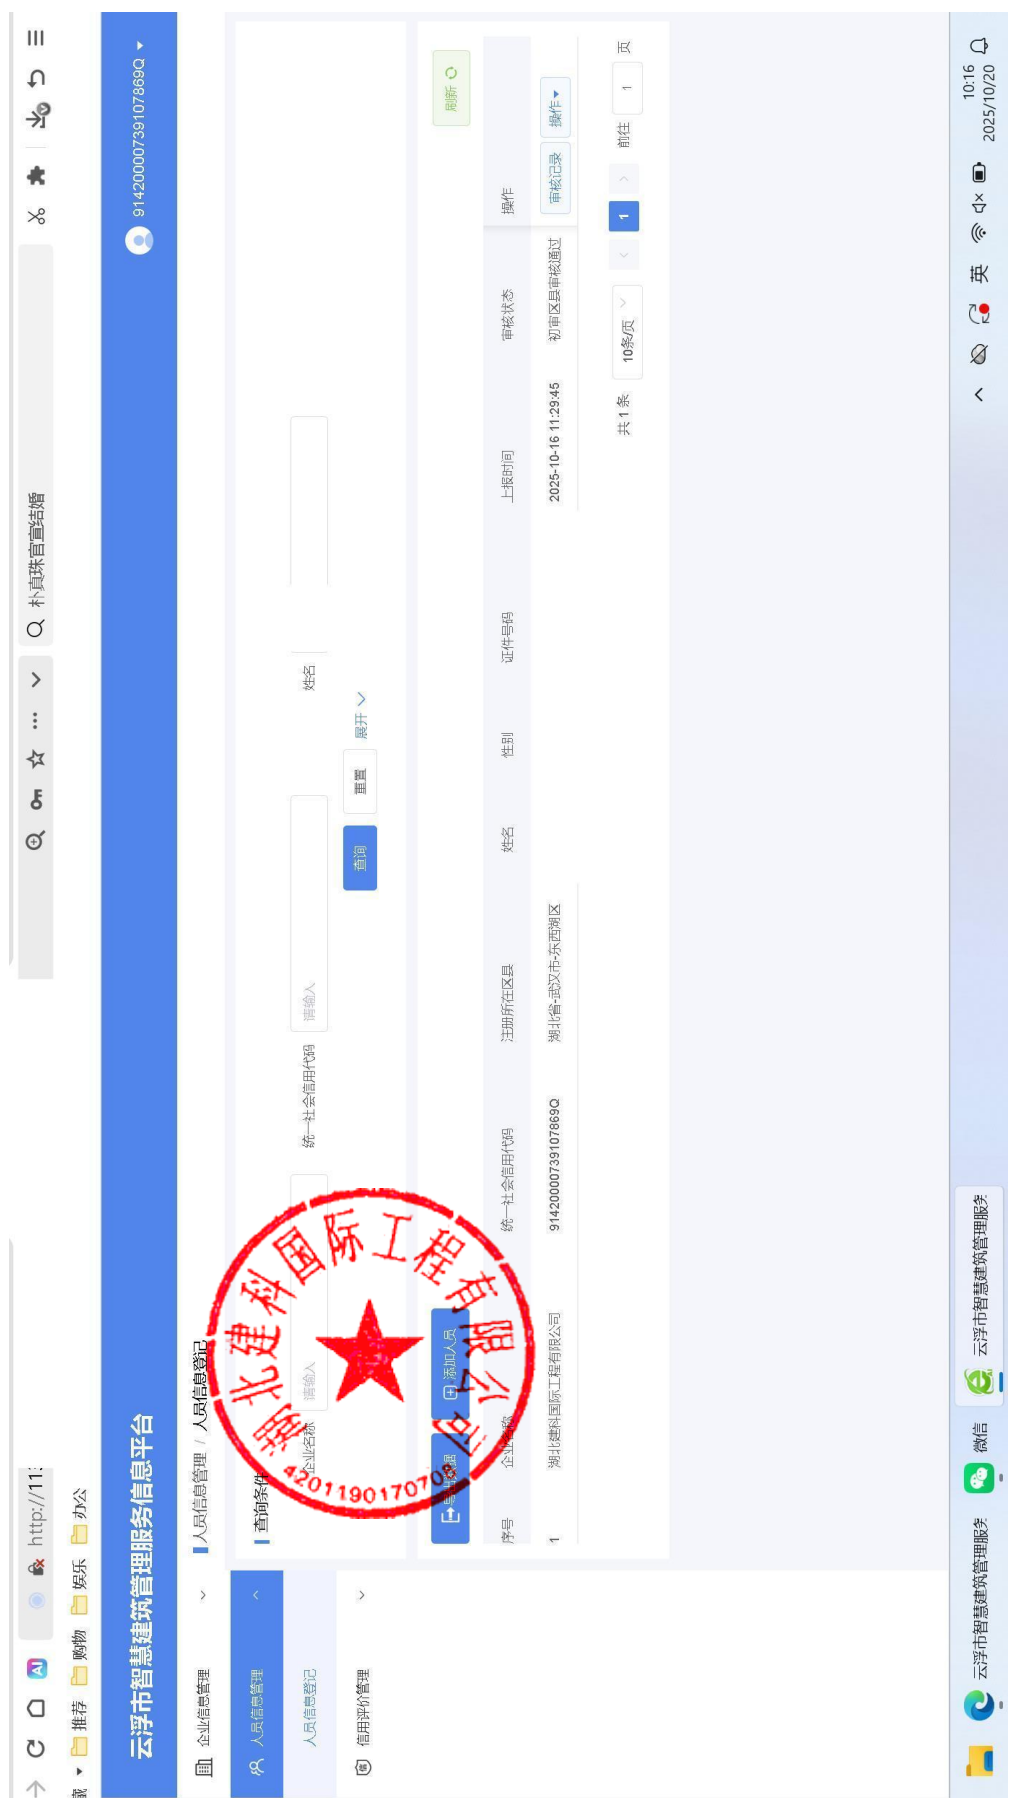 http://11:
朴真珠官宣结婚
藏 推荐 购物 娱乐 办公
云浮市智慧建筑管理服务信息平台
91420000739107869Q
企业信息管理
人员信息管理
人员信息登记
信用评价管理
人员信息管理 / 人员信息登记
查询条件
企业名称 请输入
统一社会信用代码 请输入
姓名
查询 重置 展开
导出数据 添加人员 刷新
序号 企业名称 统一社会信用代码 注册所在区县 姓名 性别 证件号码 上报时间 审核状态 操作
1 湖北建科国际工程有限公司 91420000739107869Q 湖北省-武汉市-东西湖区 2025-10-16 11:29:45 初审区县审核通过 审核记录 操作
共 1 条 10条/页 1 前往 1 页
湖北建科国际工程有限公司
4201190170708
云浮市智慧建筑管理服务 微信 云浮市智慧建筑管理服务 英 10:16
2025/10/20